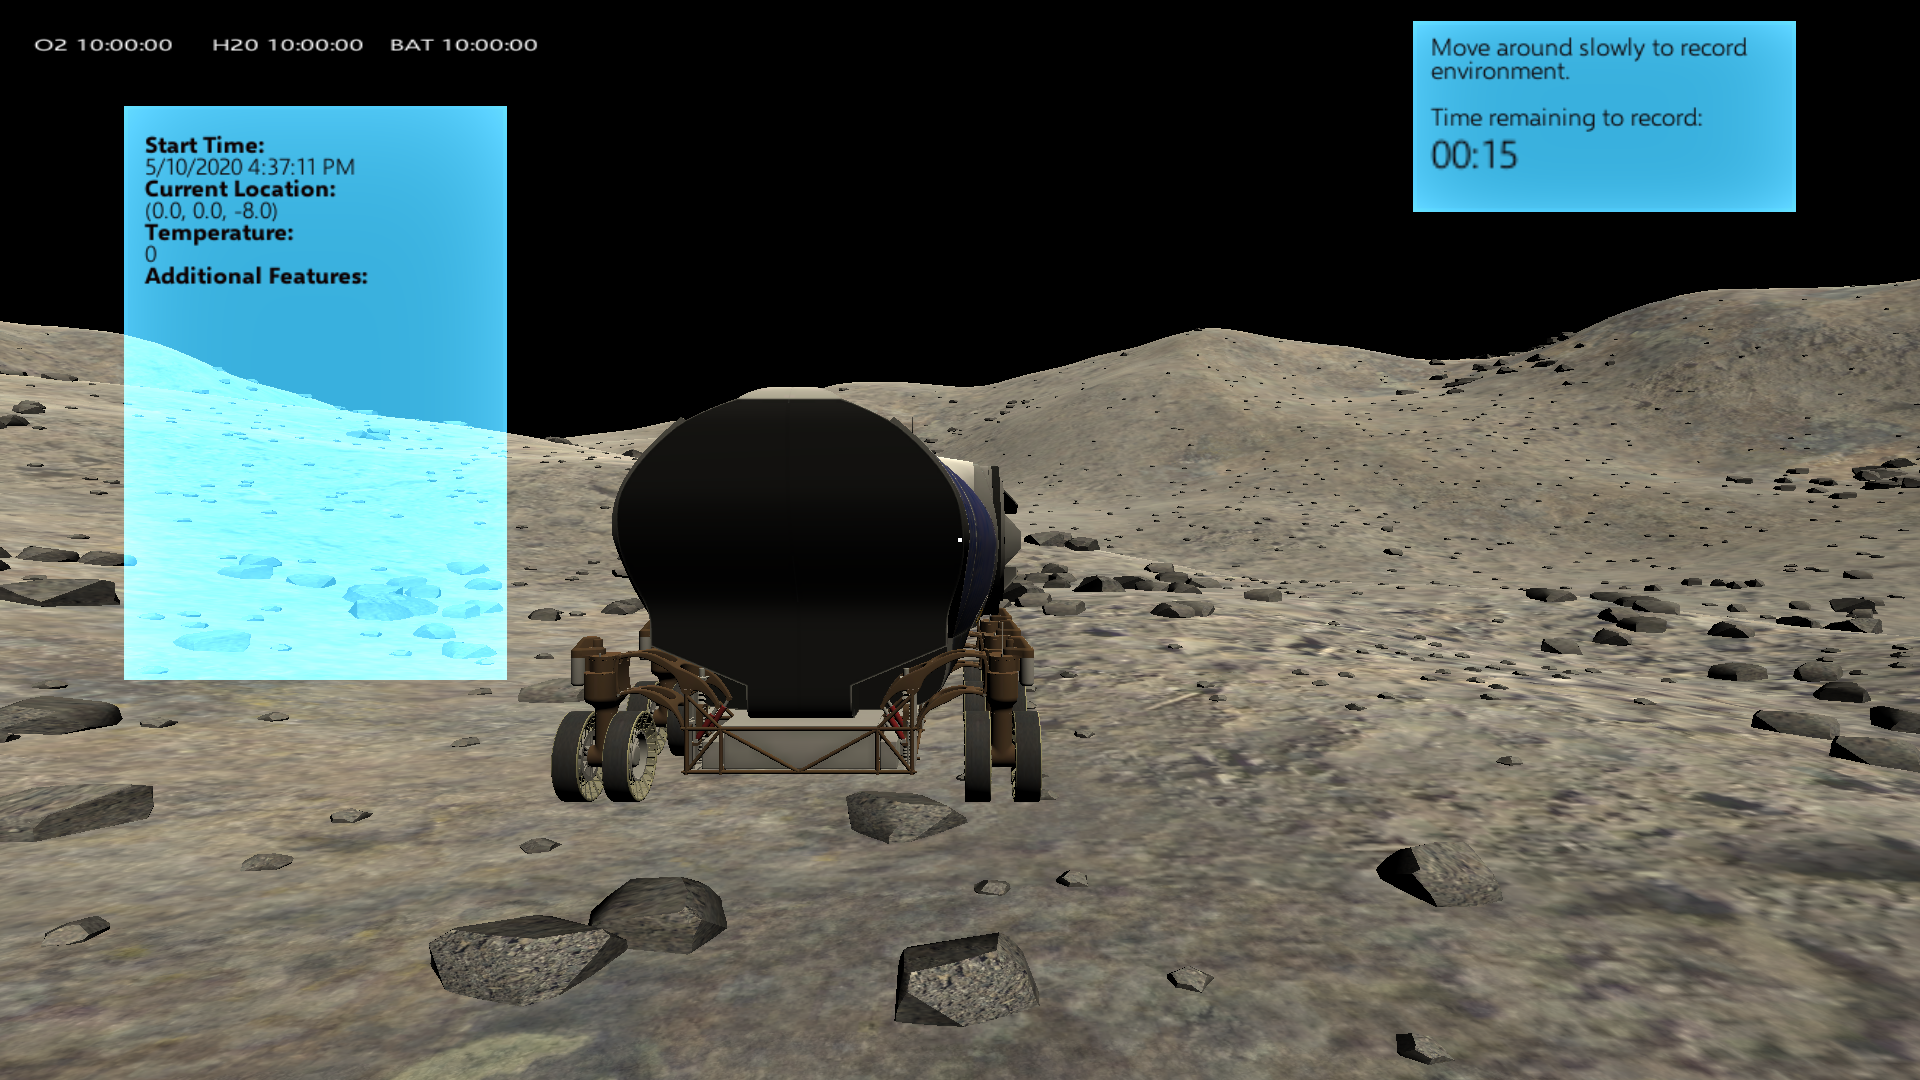 O2 10:00:00 H20 10:00:00 BAT 10:00:00
Start Time:
5/10/2020 4:37:11 PM
Current Location:
(0.0, 0.0, -8.0)
Temperature:
0
Additional Features:
Move around slowly to record
environment.
Time remaining to record:
00:15